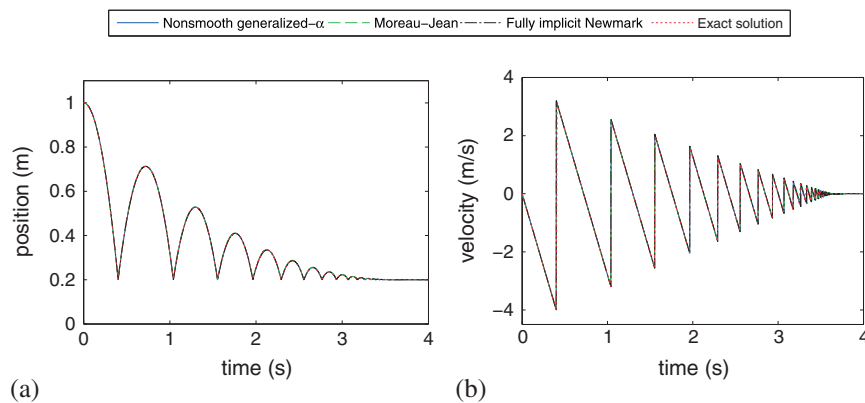 Nonsmooth generalized-α Moreau-Jean Fully implicit Newmark Exact solution
1
0.8
0.6
0.4
0.2
0
position (m)
0 1 2 3 4
time (s)
(a)
4
2
0
−2
−4
velocity (m/s)
0 1 2 3 4
time (s)
(b)